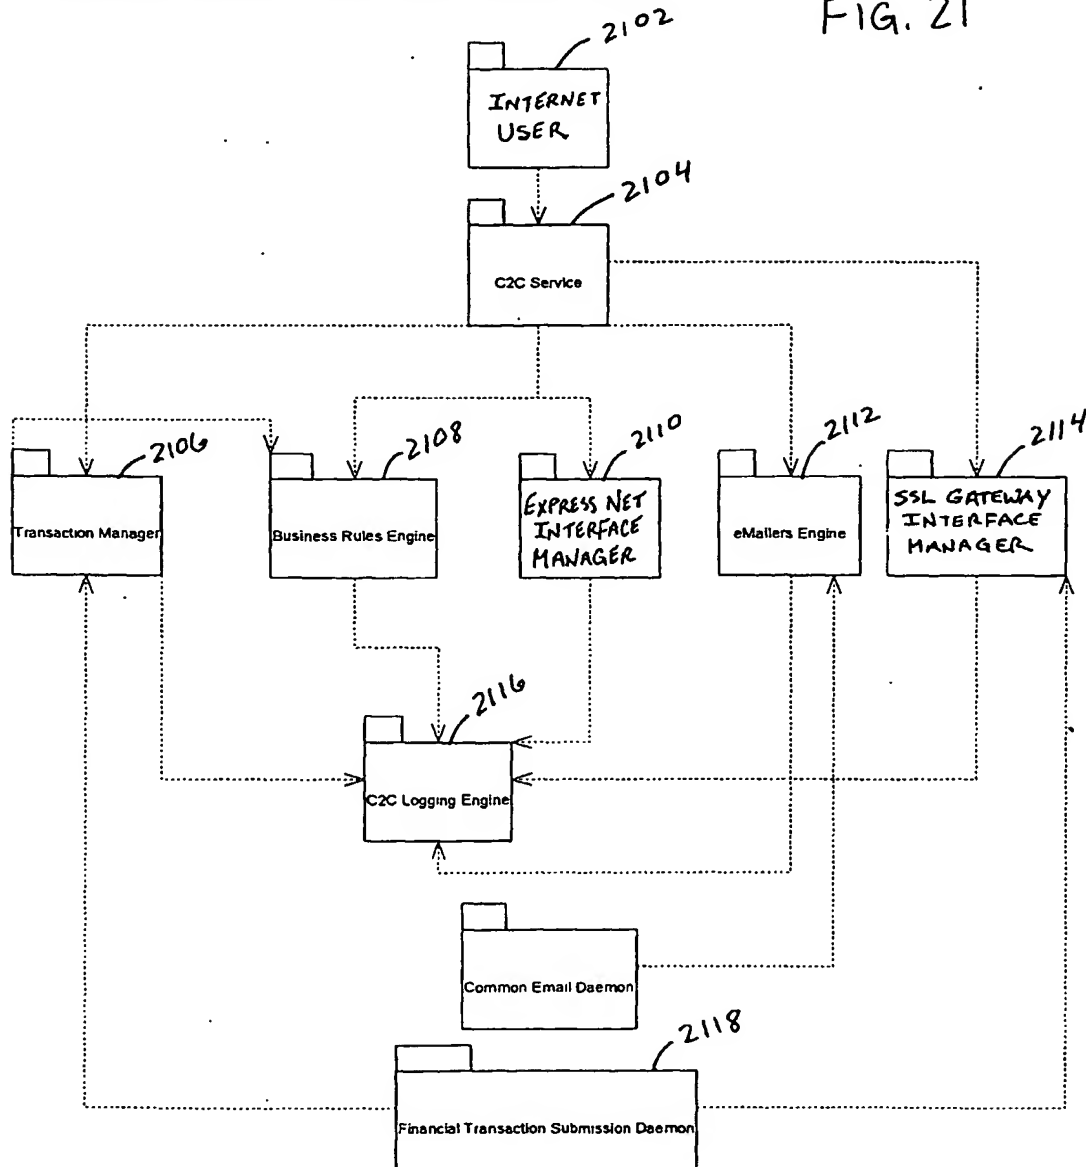 FIG. 21
2102
INTERNET
USER
2104
C2C Service
2106
Transaction Manager
2108
Business Rules Engine
2110
EXPRESS NET
INTERFACE
MANAGER
2112
eMailers Engine
2114
SSL GATEWAY
INTERFACE
MANAGER
2116
C2C Logging Engine
Common Email Daemon
2118
Financial Transaction Submission Daemon